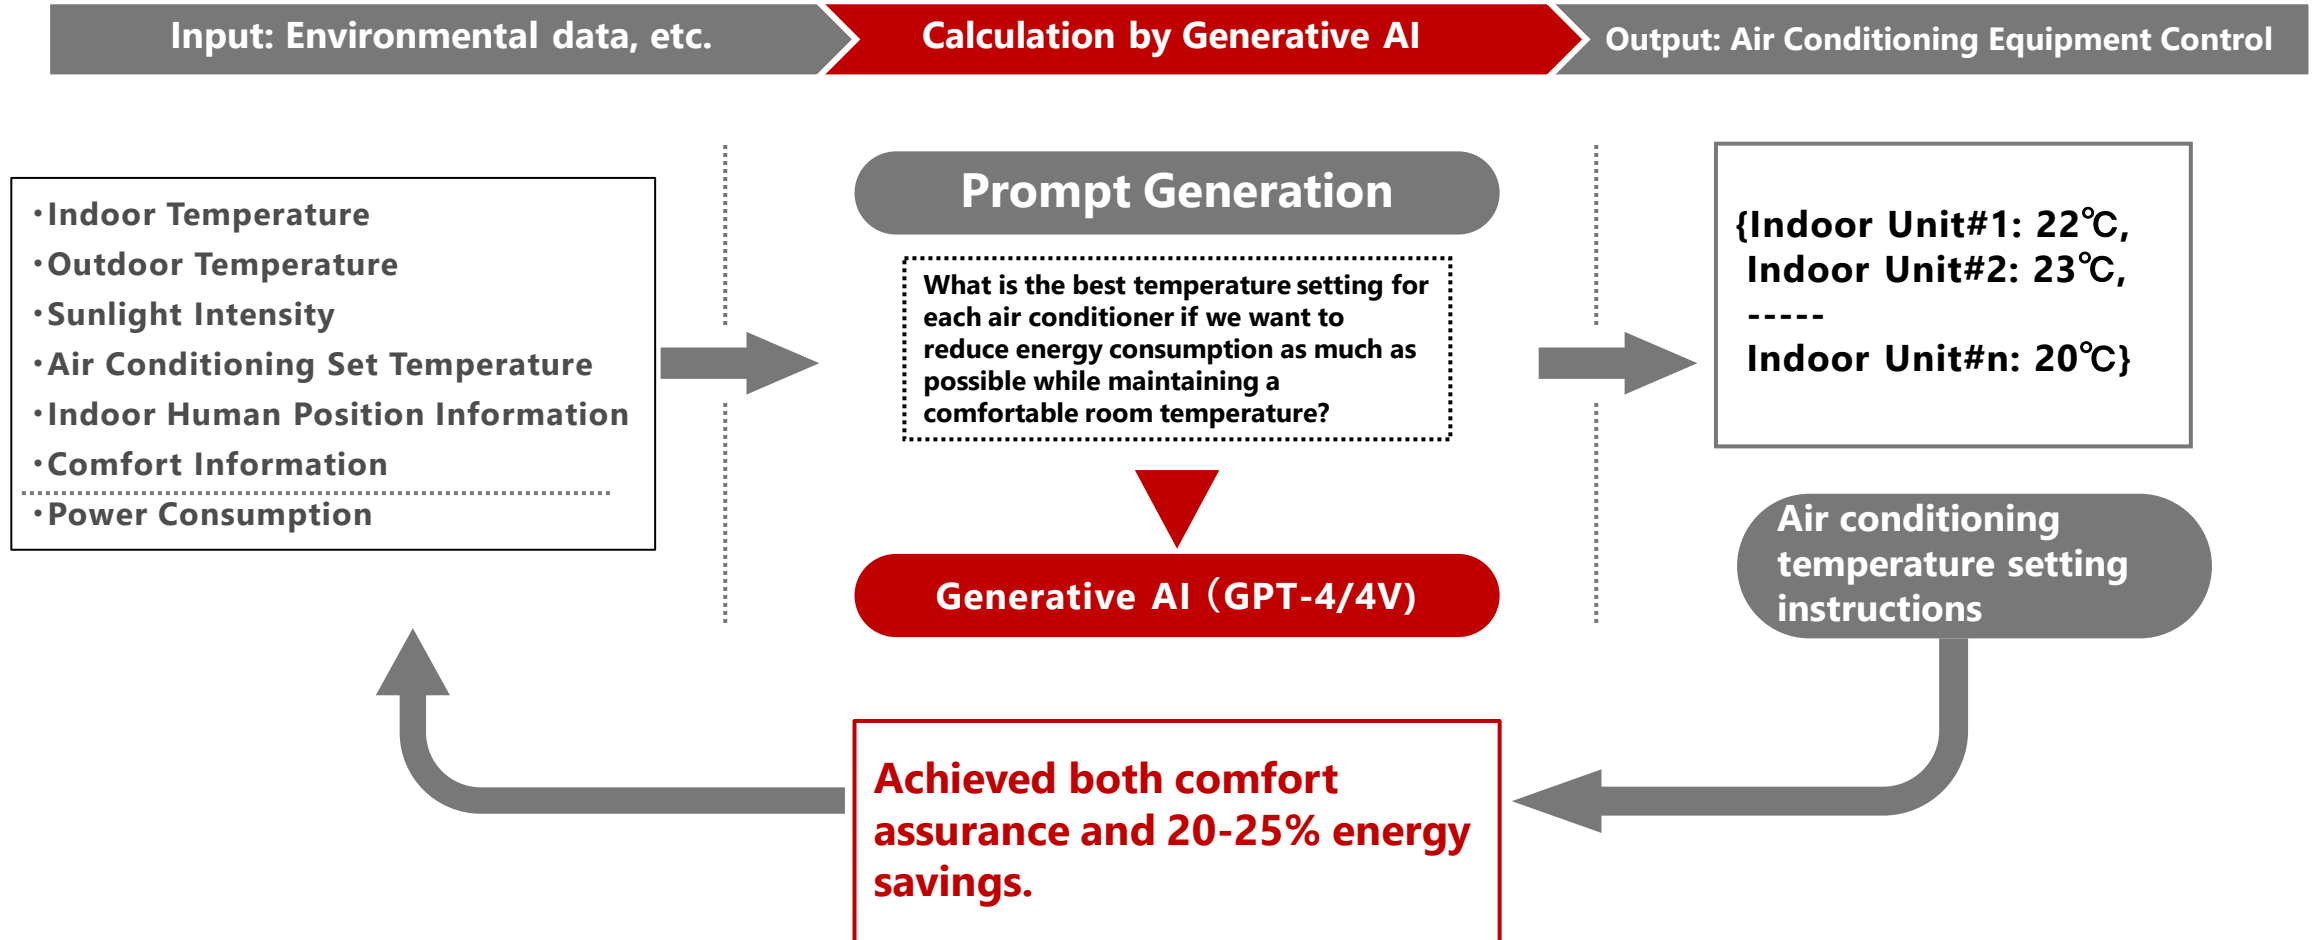 Input: Environmental data, etc.
Calculation by Generative AI
Output: Air Conditioning Equipment Control
・Indoor Temperature
・Outdoor Temperature
・Sunlight Intensity
・Air Conditioning Set Temperature
・Indoor Human Position Information
・Comfort Information
・Power Consumption
Prompt Generation
What is the best temperature setting for
each air conditioner if we want to
reduce energy consumption as much as
possible while maintaining a
comfortable room temperature?
Generative AI（GPT-4/4V)
{Indoor Unit#1: 22℃,
Indoor Unit#2: 23℃,
-----
Indoor Unit#n: 20℃}
Air conditioning
temperature setting
instructions
Achieved both comfort
assurance and 20-25% energy
savings.